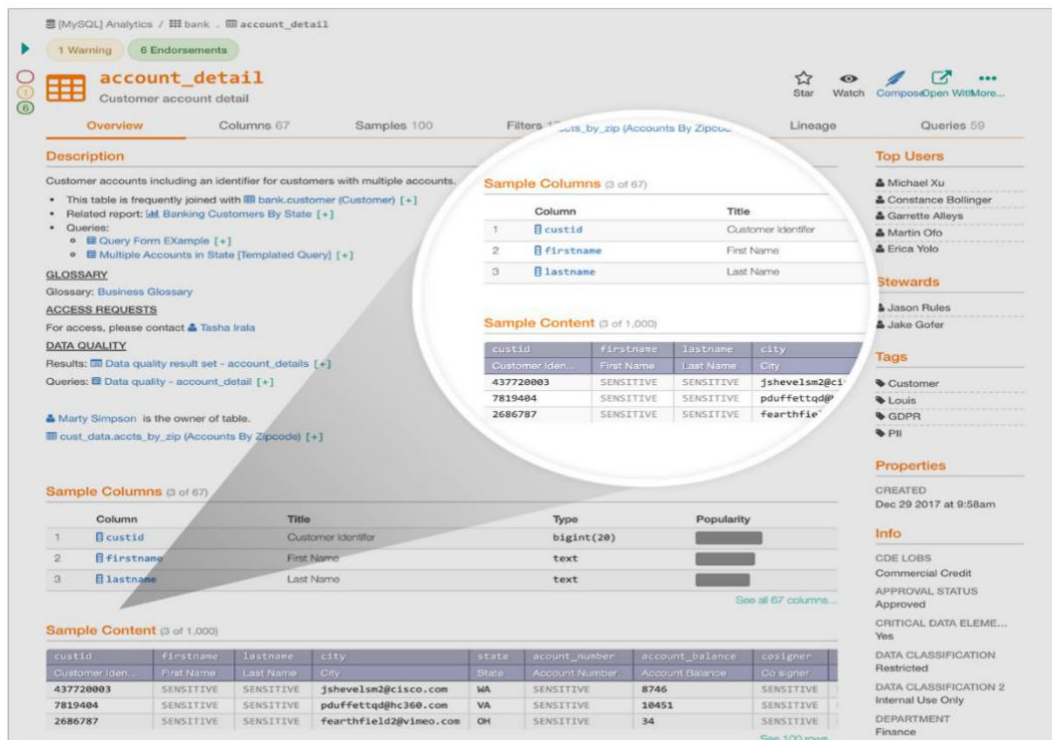 [MySQL] Analytics / bank . account_detail
1 Warning 6 Endorsements
account_detail
1
6
Customer account detail
Star Watch Compose Open With More...
Overview Columns 67 Samples 100 Filters Lineage Queries 59
Description
Customer accounts including an identifier for customers with multiple accounts.
• This table is frequently joined with bank.customer (Customer) [+]
• Related report: Banking Customers By State [+]
• Queries:
Query Form EXample [+]
Multiple Accounts in State [Templated Query] [+]
GLOSSARY
Glossary: Business Glossary
ACCESS REQUESTS
For access, please contact Tasha Irala
DATA QUALITY
Results: Data quality result set - account_details [+]
Queries: Data quality - account_detail [+]
Marty Simpson is the owner of table.
cust_data.accts_by_zip (Accounts By Zipcode) [+]
accts_by_zip (Accounts By Zipcode
Sample Columns (3 of 67)
Column Title
1 custid Customer Identifer
2 firstname First Name
3 lastname Last Name
Sample Content (3 of 1,000)
custid firstname lastname city
Customer Iden... First Name Last Name City
437720003 SENSITIVE SENSITIVE jshevelsm2@ci
7819404 SENSITIVE SENSITIVE pduffettqd@
2686787 SENSITIVE SENSITIVE fearthfiel
Top Users
Michael Xu
Constance Bollinger
Garrette Alleys
Martin Ofo
Erica Yolo
Stewards
Jason Rules
Jake Gofer
Tags
Customer
Louis
GDPR
PII
Properties
CREATED
Dec 29 2017 at 9:58am
Info
CDE LOBS
Commercial Credit
APPROVAL STATUS
Approved
CRITICAL DATA ELEME...
Yes
DATA CLASSIFICATION
Restricted
DATA CLASSIFICATION 2
Internal Use Only
DEPARTMENT
Finance
Sample Columns (3 of 67)
Column Title Type Popularity
1 custid Customer Identifer bigint(20)
2 firstname First Name text
3 lastname Last Name text
See all 67 columns...
Sample Content (3 of 1,000)
custid firstname lastname city state acount_number account_balance cosigner
Customer Iden... First Name Last Name City State Account Number Account Balance Co signer
437720003 SENSITIVE SENSITIVE jshevelsm2@cisco.com WA SENSITIVE 8746 SENSITIVE
7819404 SENSITIVE SENSITIVE pduffettqd@hc360.com VA SENSITIVE 10451 SENSITIVE
2686787 SENSITIVE SENSITIVE fearthfield2@vimeo.com OH SENSITIVE 34 SENSITIVE
See 100 rows